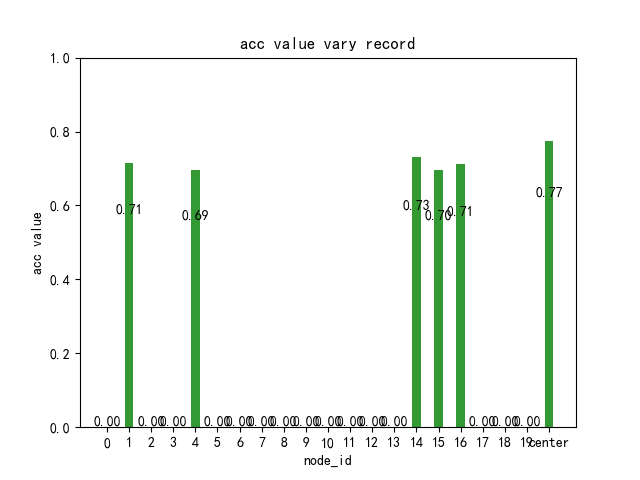 acc value vary record
1.0
0.8
0.6
0.4
0.2
0.0
acc value
0.00 0.71 0.00 0.00 0.69 0.00 0.00 0.00 0.00 0.00 0.00 0.00 0.00 0.00 0.73 0.70 0.71 0.00 0.00 0.00 0.77
0 1 2 3 4 5 6 7 8 9 10 11 12 13 14 15 16 17 18 19 center
node_id